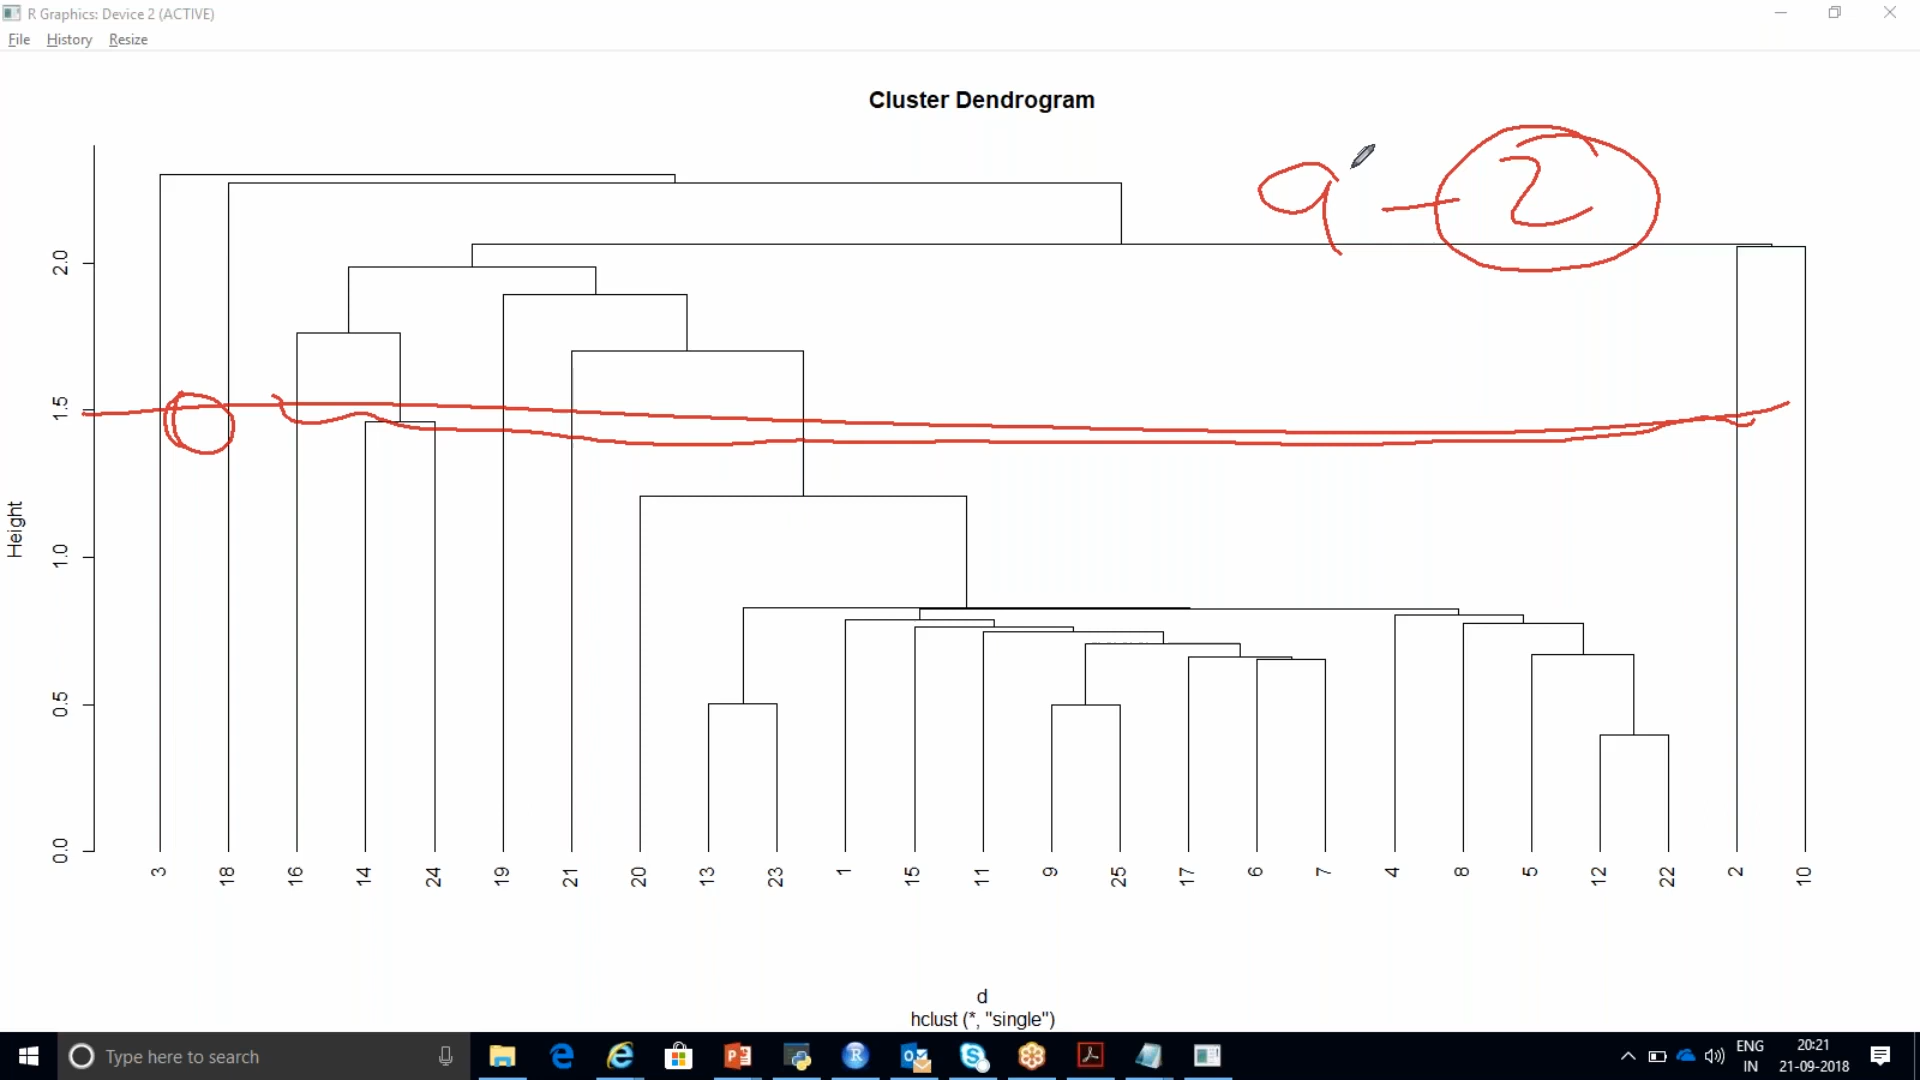 R Graphics: Device 2 (ACTIVE)
File History Resize
Cluster Dendrogram
9 - 2
Height
2.0
1.5
1.0
0.5
0.0
3 18 16 14 24 19 21 20 13 23 1 15 11 9 25 17 6 7 4 8 5 12 22 2 10
d
hclust (*, "single")
Type here to search
ENG
IN
20:21
21-09-2018